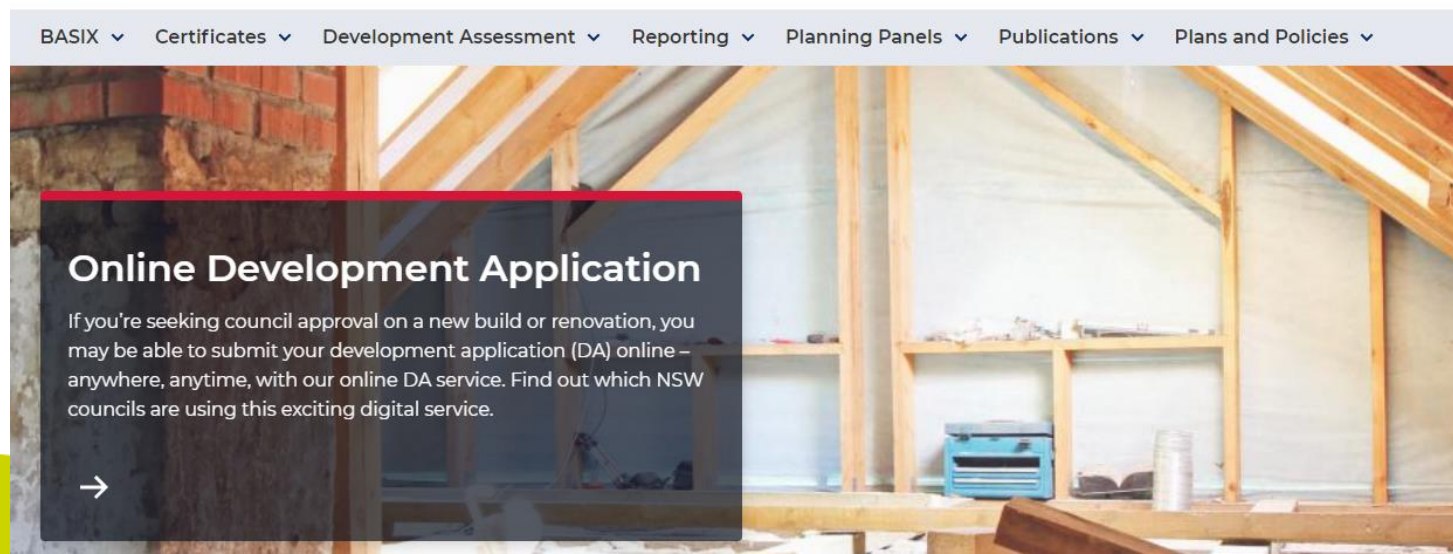 BASIX Certificates Development Assessment Reporting Planning Panels Publications Plans and Policies
Online Development Application
If you're seeking council approval on a new build or renovation, you
may be able to submit your development application (DA) online –
anywhere, anytime, with our online DA service. Find out which NSW
councils are using this exciting digital service.